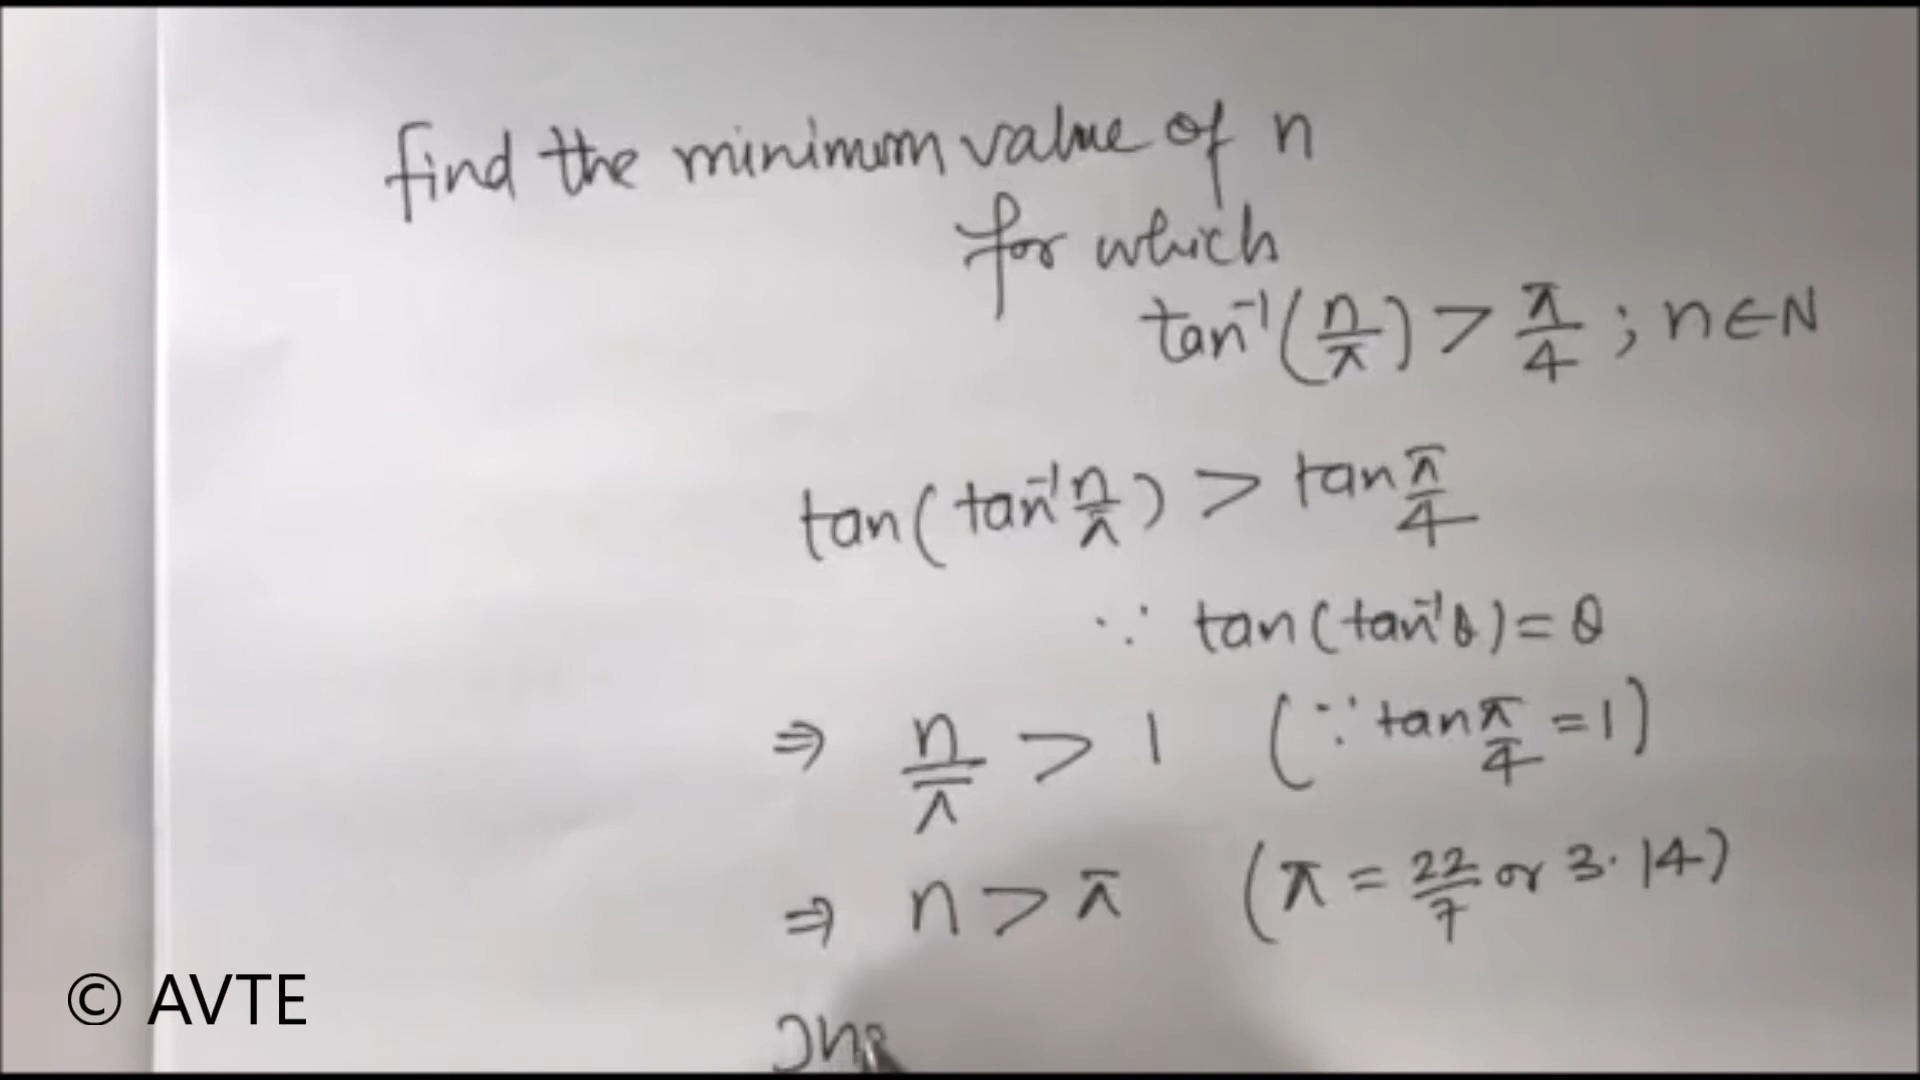 find the minimum value of n
for which
tan⁻¹(n/π) > π/4 ; n∈N
tan(tan⁻¹ n/π) > tan π/4
∵ tan(tan⁻¹θ) = θ
⇒ n/π > 1 (∵ tan π/4 = 1)
⇒ n > π (π = 22/7 or 3.14)
© AVTE